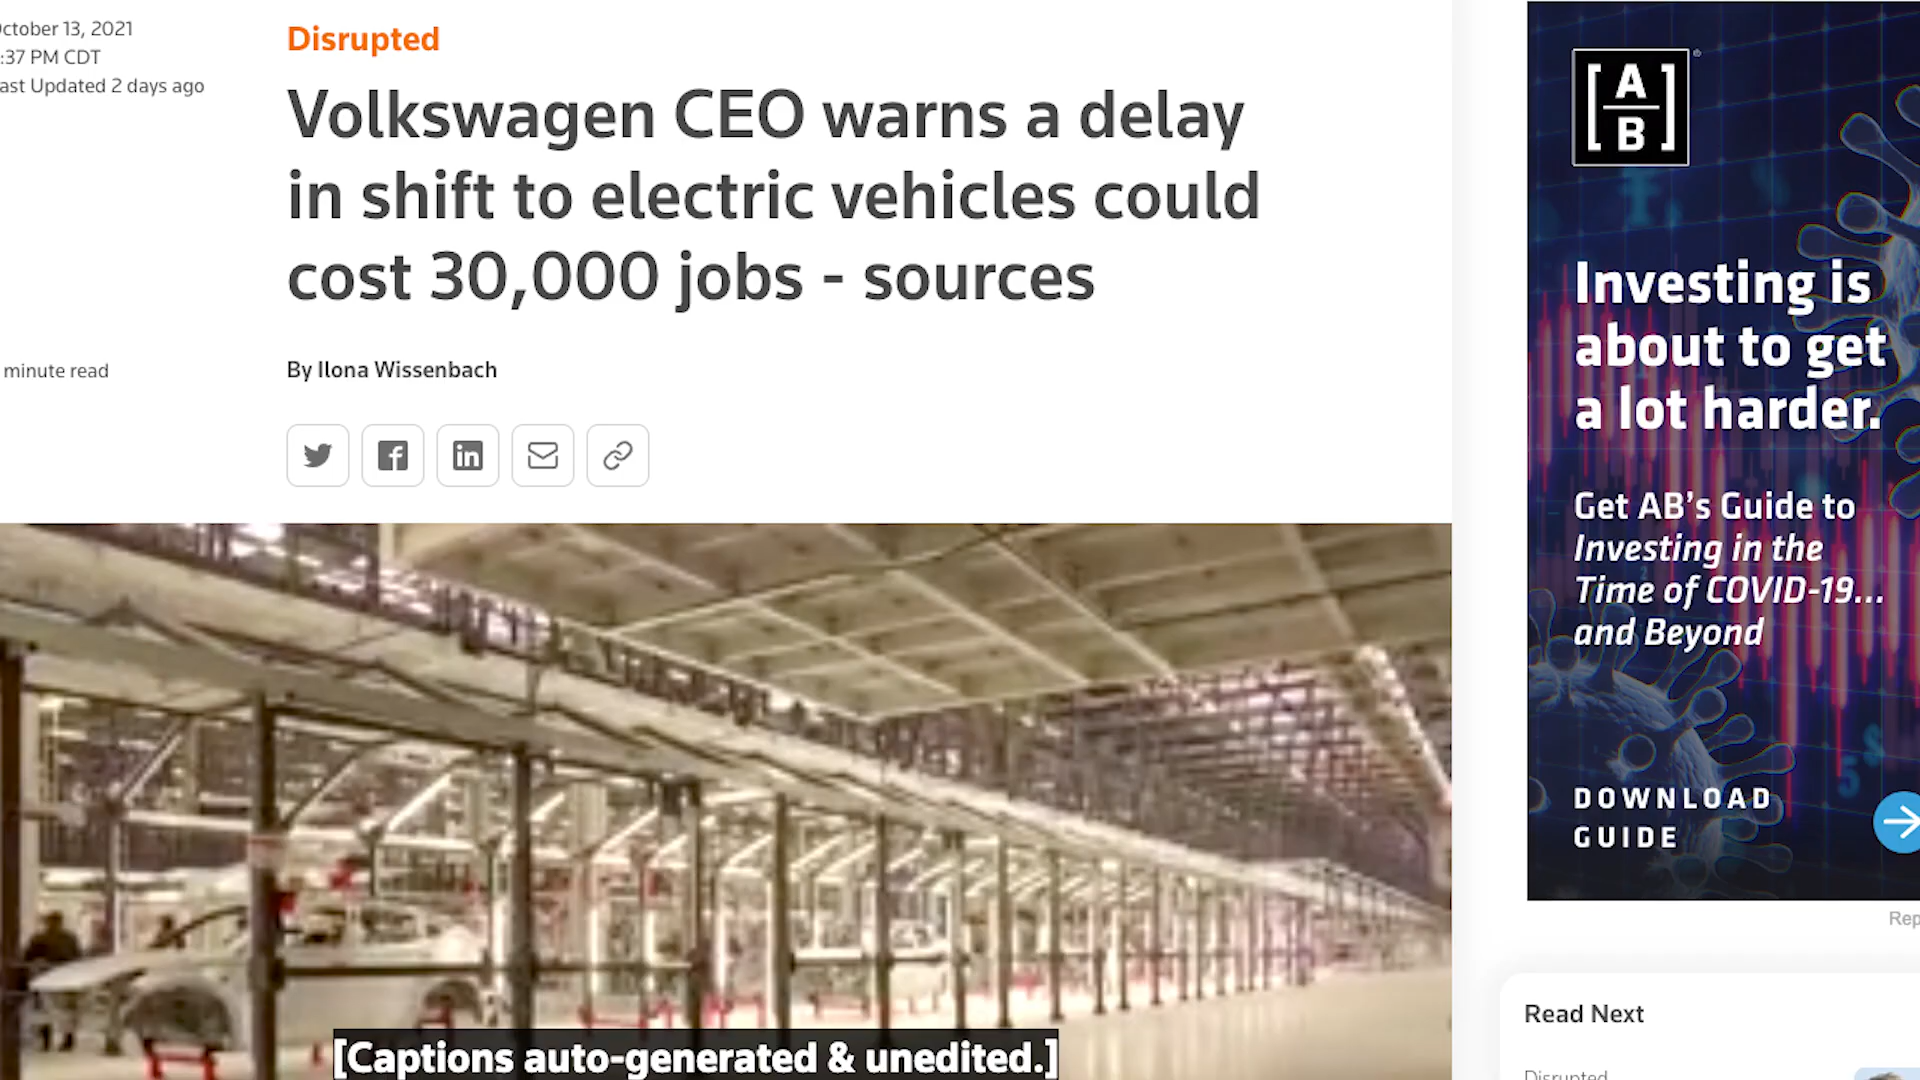 ctober 13, 2021
:37 PM CDT
ast Updated 2 days ago
minute read
Disrupted
Volkswagen CEO warns a delay
in shift to electric vehicles could
cost 30,000 jobs - sources
By Ilona Wissenbach
[Captions auto-generated & unedited.]
[A
B]
Investing is
about to get
a lot harder.
Get AB's Guide to
Investing in the
Time of COVID-19...
and Beyond
DOWNLOAD
GUIDE
Rep
Read Next
Disrupted